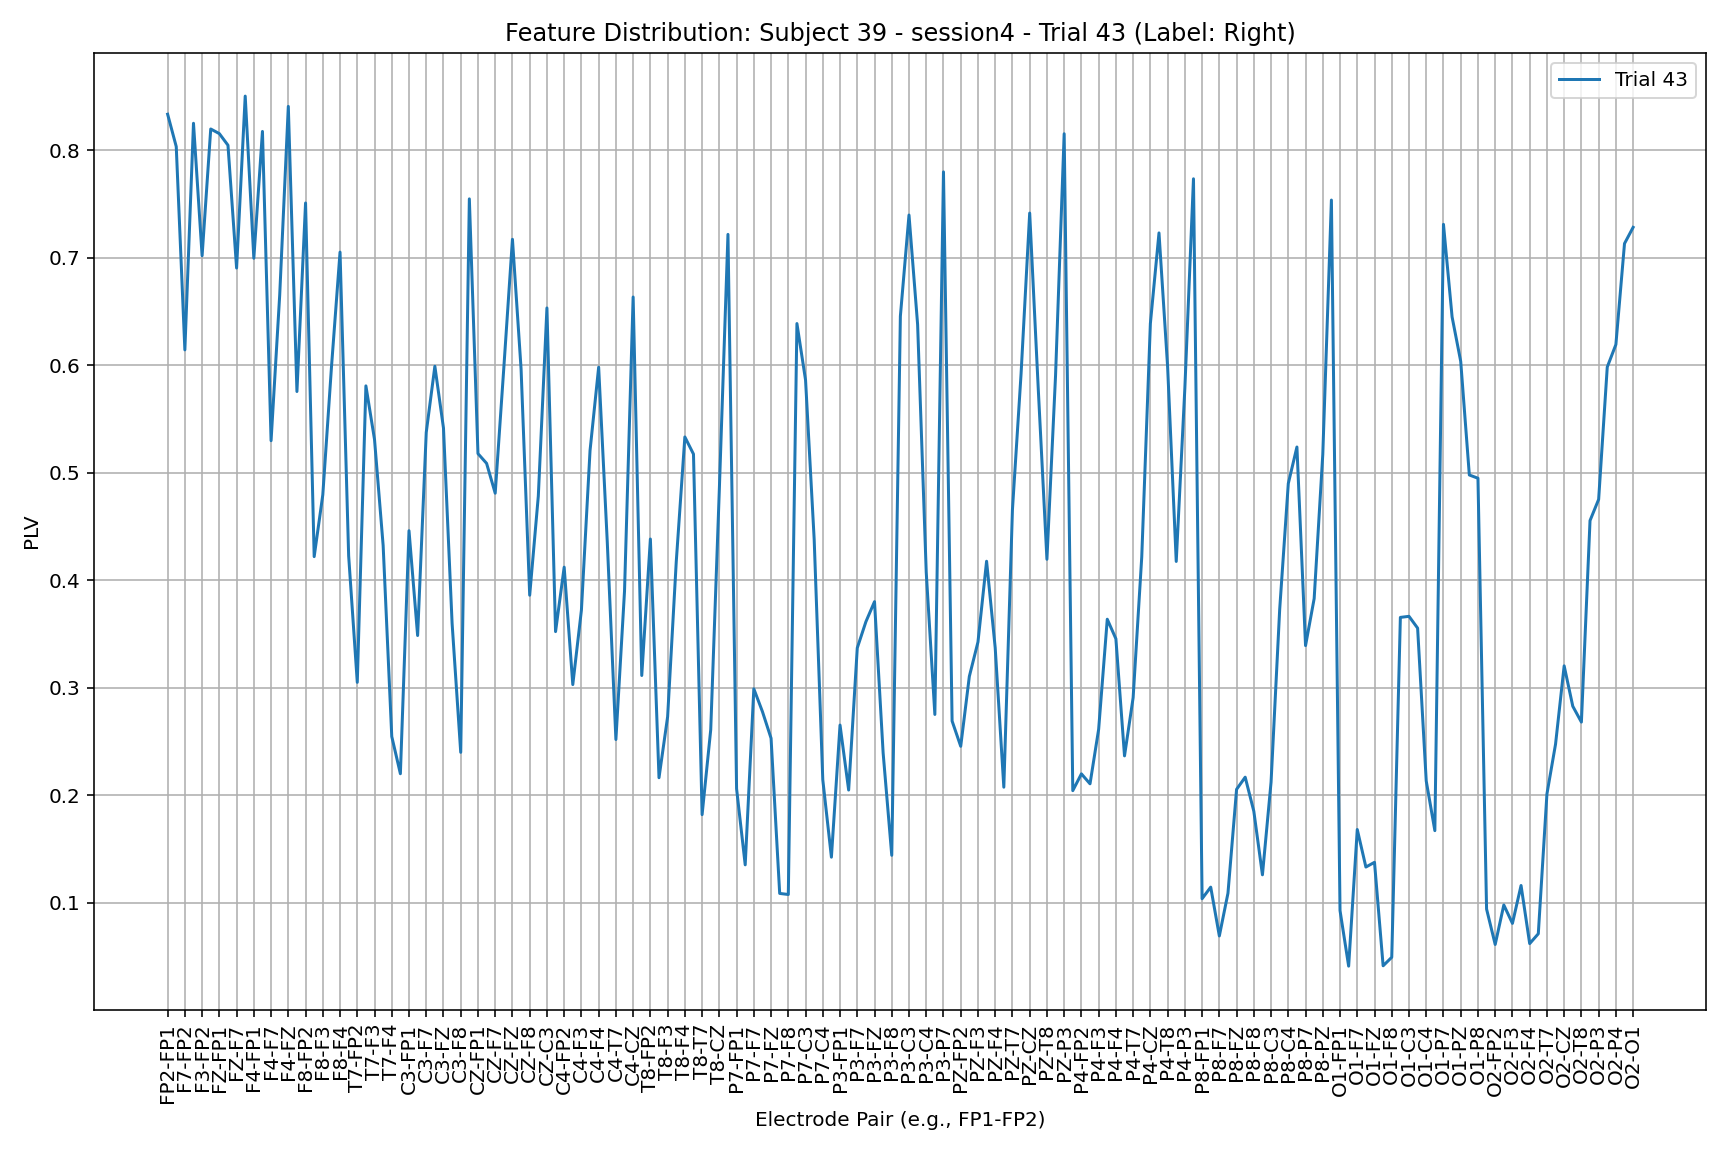 Feature Distribution: Subject 39 - session4 - Trial 43 (Label: Right)
Trial 43
PLV
0.8
0.7
0.6
0.5
0.4
0.3
0.2
0.1
FP2-FP1
F7-FP2
F3-FP2
FZ-FP1
FZ-F7
F4-FP1
F4-F7
F4-FZ
F8-FP2
F8-F3
F8-F4
T7-FP2
T7-F3
T7-F4
C3-FP1
C3-F7
C3-FZ
C3-F8
CZ-FP1
CZ-F7
CZ-FZ
CZ-F8
CZ-C3
C4-FP2
C4-F3
C4-F4
C4-T7
C4-CZ
T8-FP2
T8-F3
T8-F4
T8-T7
T8-CZ
P7-FP1
P7-F7
P7-FZ
P7-F8
P7-C3
P7-C4
P3-FP1
P3-F7
P3-FZ
P3-F8
P3-C3
P3-C4
P3-P7
PZ-FP2
PZ-F3
PZ-F4
PZ-T7
PZ-CZ
PZ-T8
PZ-P3
P4-FP2
P4-F3
P4-F4
P4-T7
P4-CZ
P4-T8
P4-P3
P8-FP1
P8-F7
P8-FZ
P8-F8
P8-C3
P8-C4
P8-P7
P8-PZ
O1-FP1
O1-F7
O1-FZ
O1-F8
O1-C3
O1-C4
O1-P7
O1-PZ
O1-P8
O2-FP2
O2-F3
O2-F4
O2-T7
O2-CZ
O2-T8
O2-P3
O2-P4
O2-O1
Electrode Pair (e.g., FP1-FP2)